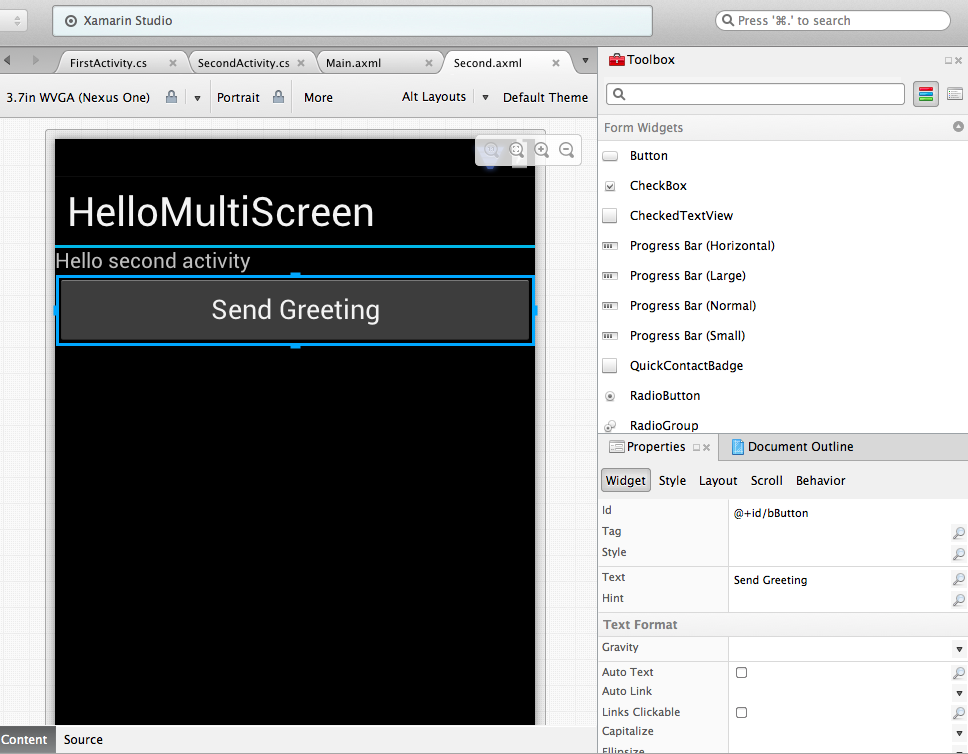 Xamarin Studio
Press '⌘.' to search
FirstActivity.cs
SecondActivity.cs
Main.axml
Second.axml
3.7in WVGA (Nexus One)
Portrait
More
Alt Layouts
Default Theme
HelloMultiScreen
Hello second activity
Send Greeting
Content
Source
Toolbox
Form Widgets
Button
CheckBox
CheckedTextView
Progress Bar (Horizontal)
Progress Bar (Large)
Progress Bar (Normal)
Progress Bar (Small)
QuickContactBadge
RadioButton
RadioGroup
Properties
Document Outline
Widget Style Layout Scroll Behavior
Id @+id/bButton
Tag
Style
Text Send Greeting
Hint
Text Format
Gravity
Auto Text
Auto Link
Links Clickable
Capitalize
Ellipsize